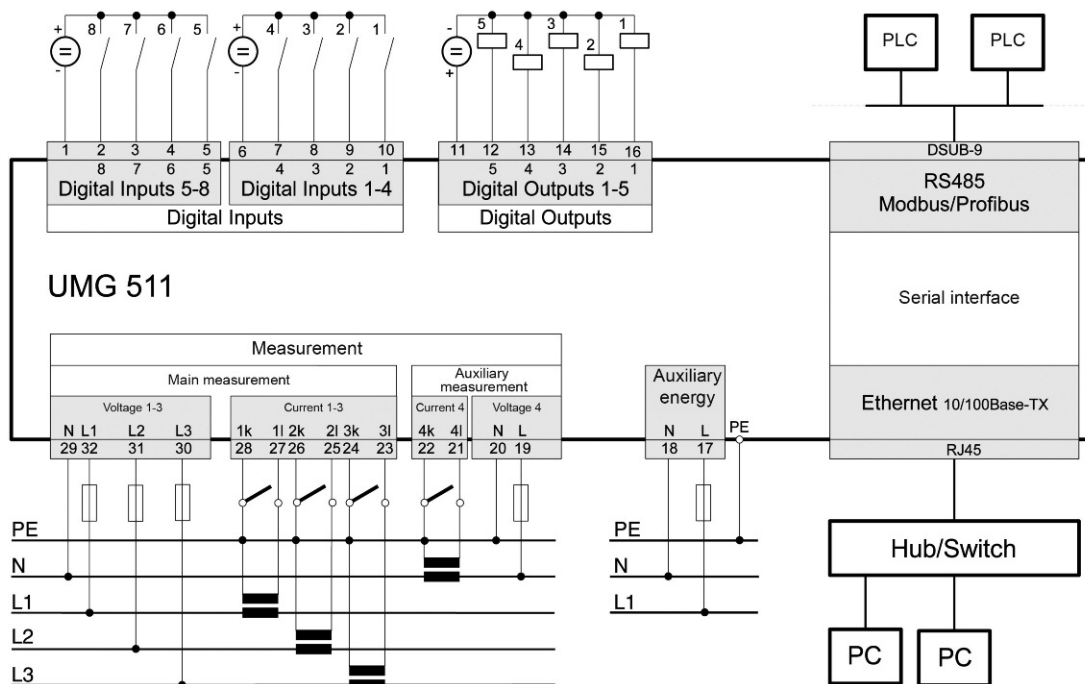 + 8 7 6 5 + 4 3 2 1 - 5 4 3 2 1
- - +
PLC PLC
1 2 3 4 5 6 7 8 9 10 11 12 13 14 15 16
8 7 6 5 4 3 2 1 5 4 3 2 1
Digital Inputs 5-8 Digital Inputs 1-4 Digital Outputs 1-5
Digital Inputs Digital Outputs
DSUB-9
RS485
Modbus/Profibus
Serial interface
Ethernet 10/100Base-TX
RJ45
UMG 511
Measurement
Main measurement
Auxiliary
measurement
Voltage 1-3 Current 1-3 Current 4 Voltage 4
N L1 L2 L3 1k 1l 2k 2l 3k 3l 4k 4l N L
29 32 31 30 28 27 26 25 24 23 22 21 20 19
Auxiliary
energy
N L PE
18 17
PE
N
L1
L2
L3
PE
N
L1
Hub/Switch
PC PC